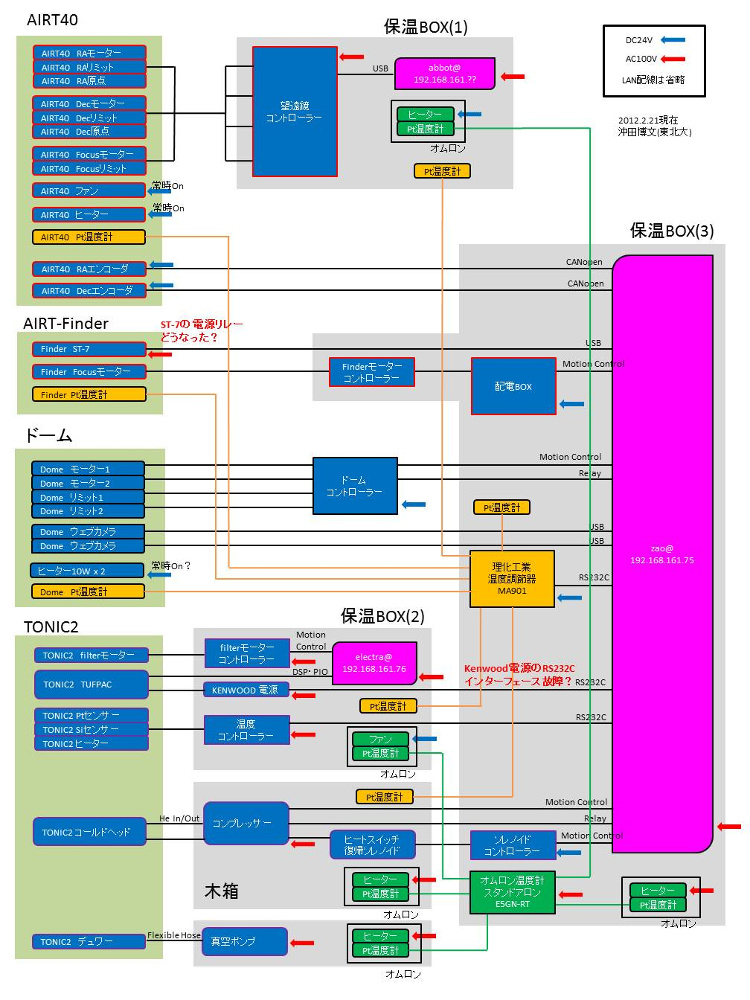 AIRT40
AIRT40 RAモーター
AIRT40 RAリミット
AIRT40 RA原点
AIRT40 Decモーター
AIRT40 Decリミット
AIRT40 Dec原点
AIRT40 Focusモーター
AIRT40 Focusリミット
AIRT40 ファン
常時On
AIRT40 ヒーター
常時On
AIRT40 Pt温度計
AIRT40 RAエンコーダ
AIRT40 Decエンコーダ
保温BOX(1)
望遠鏡
コントローラー
USB
abbot@
192.168.161.??
ヒーター
Pt温度計
オムロン
Pt温度計
DC24V
AC100V
LAN配線は省略
2012.2.21現在
沖田博文(東北大)
保温BOX(3)
CANopen
CANopen
AIRT-Finder
ST-7の電源リレー
どうなった？
Finder ST-7
Finder Focusモーター
Finder Pt温度計
Finderモーター
コントローラー
配電BOX
USB
Motion Control
ドーム
Dome モーター1
Dome モーター2
Dome リミット1
Dome リミット2
Dome ウェブカメラ
Dome ウェブカメラ
ヒーター10W x 2
常時On？
Dome Pt温度計
ドーム
コントローラー
Motion Control
Relay
Pt温度計
USB
USB
理化工業
温度調節器
MA901
RS232C
zao@
192.168.161.75
TONIC2
TONIC2 filterモーター
TONIC2 TUFPAC
TONIC2 Ptセンサー
TONIC2 Siセンサー
TONIC2 ヒーター
TONIC2 コールドヘッド
TONIC2 デュワー
保温BOX(2)
filterモーター
コントローラー
Motion
Control
electra@
192.168.161.76
DSP・PIO
KENWOOD 電源
Kenwood電源のRS232C
インターフェース故障？
RS232C
Pt温度計
温度
コントローラー
RS232C
ファン
Pt温度計
オムロン
Pt温度計
He In/Out
コンプレッサー
Motion Control
Relay
ヒートスイッチ
復帰ソレノイド
ソレノイド
コントローラー
Motion Control
木箱
ヒーター
Pt温度計
オムロン
オムロン温度計
スタンドアロン
E5GN-RT
ヒーター
Pt温度計
オムロン
Flexible Hose
真空ポンプ
ヒーター
Pt温度計
オムロン